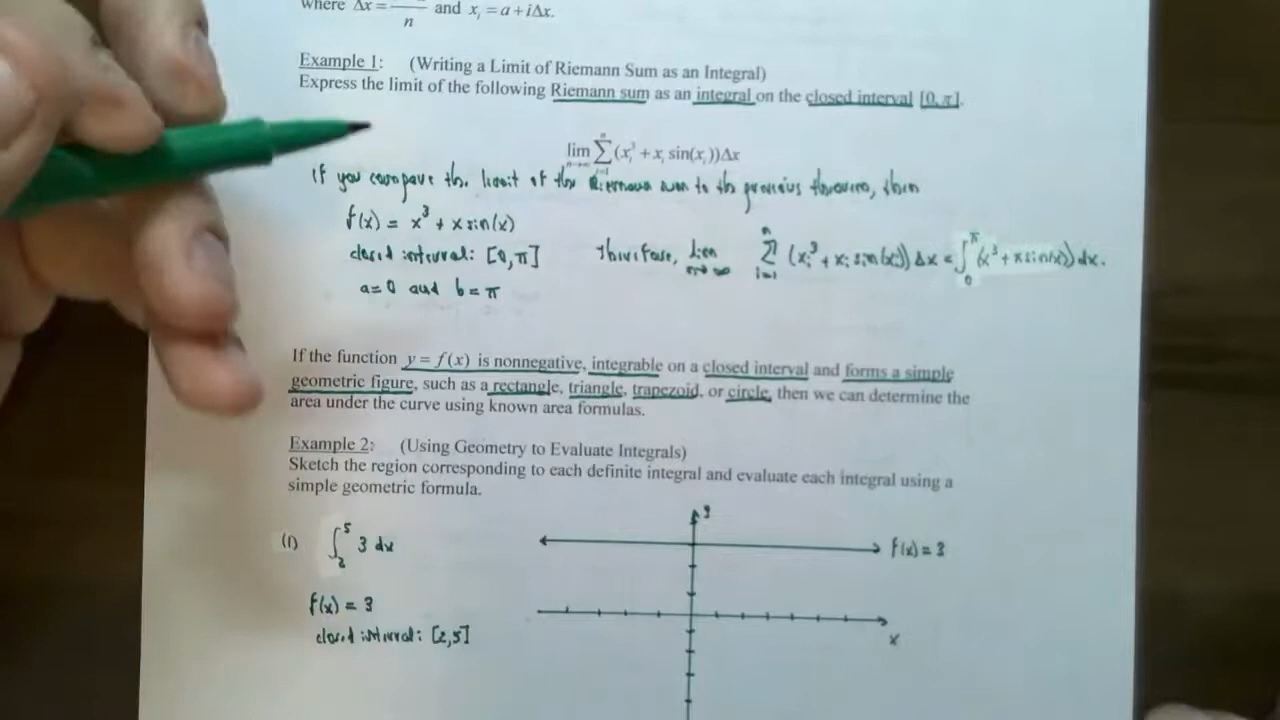 where Δx = ― n and xᵢ = a + iΔx.
Example 1: (Writing a Limit of Riemann Sum as an Integral)
Express the limit of the following Riemann sum as an integral on the closed interval [0, π].
lim n→∞ ∑ i=1 n (xᵢ³ + xᵢ sin(xᵢ))Δx
If you compare the limit of the Riemann sum to the previous theorem, then
f(x) = x³ + x sin(x)
closed interval: [0, π] Therefore, lim n→∞ ∑ i=1 n (xᵢ³ + xᵢ sin(xᵢ)) Δx = ∫₀^π (x³ + x sin(x)) dx.
a = 0 and b = π
If the function y = f(x) is nonnegative, integrable on a closed interval and forms a simple
geometric figure, such as a rectangle, triangle, trapezoid, or circle, then we can determine the
area under the curve using known area formulas.
Example 2: (Using Geometry to Evaluate Integrals)
Sketch the region corresponding to each definite integral and evaluate each integral using a
simple geometric formula.
y
(1) ∫₂⁵ 3 dx
f(x) = 3
f(x) = 3
closed interval: [2,5]
x